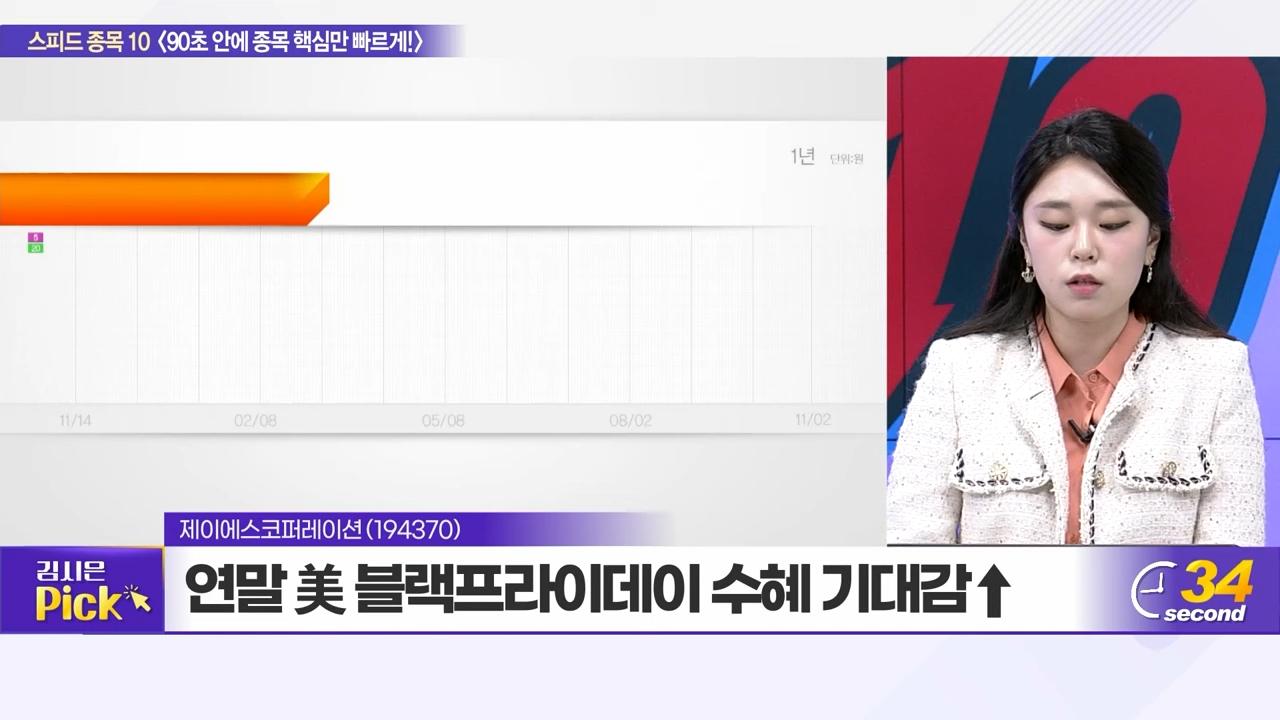 스피드 종목 10 〈90초 안에 종목 핵심만 빠르게!〉
1년 단위:원
5
20
11/14 02/08 05/08 08/02 11/02
제이에스코퍼레이션(194370)
김시은
Pick
연말 美 블랙프라이데이 수혜 기대감↑
34
second